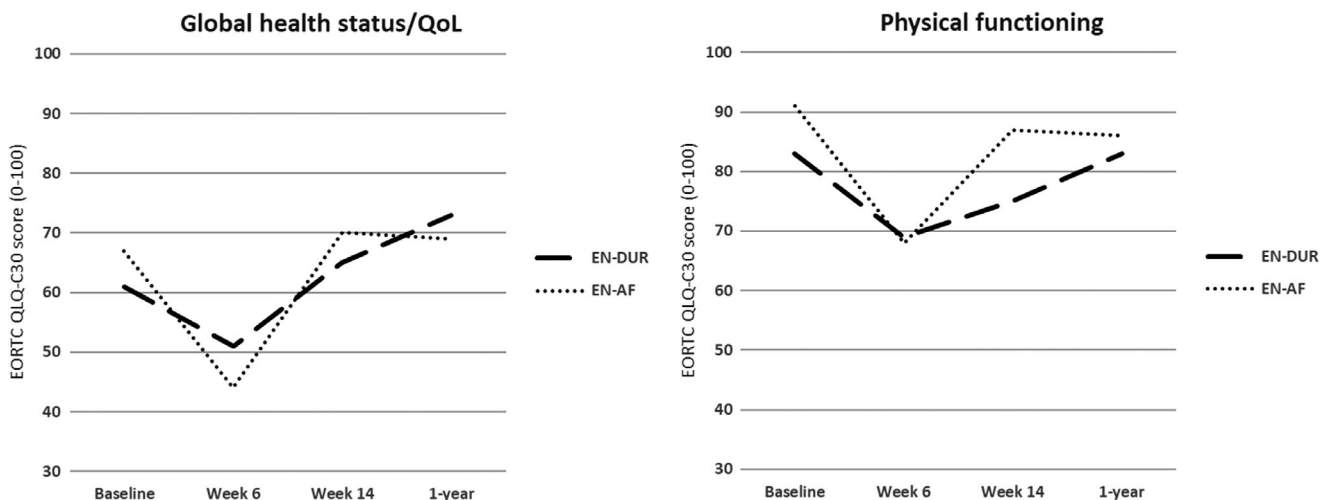 Global health status/QoL
EORTC QLQ-C30 score (0-100)
100
90
80
70
60
50
40
30
Baseline Week 6 Week 14 1-year
EN-DUR
EN-AF
Physical functioning
EORTC QLQ-C30 score (0-100)
100
90
80
70
60
50
40
30
Baseline Week 6 Week 14 1-year
EN-DUR
EN-AF